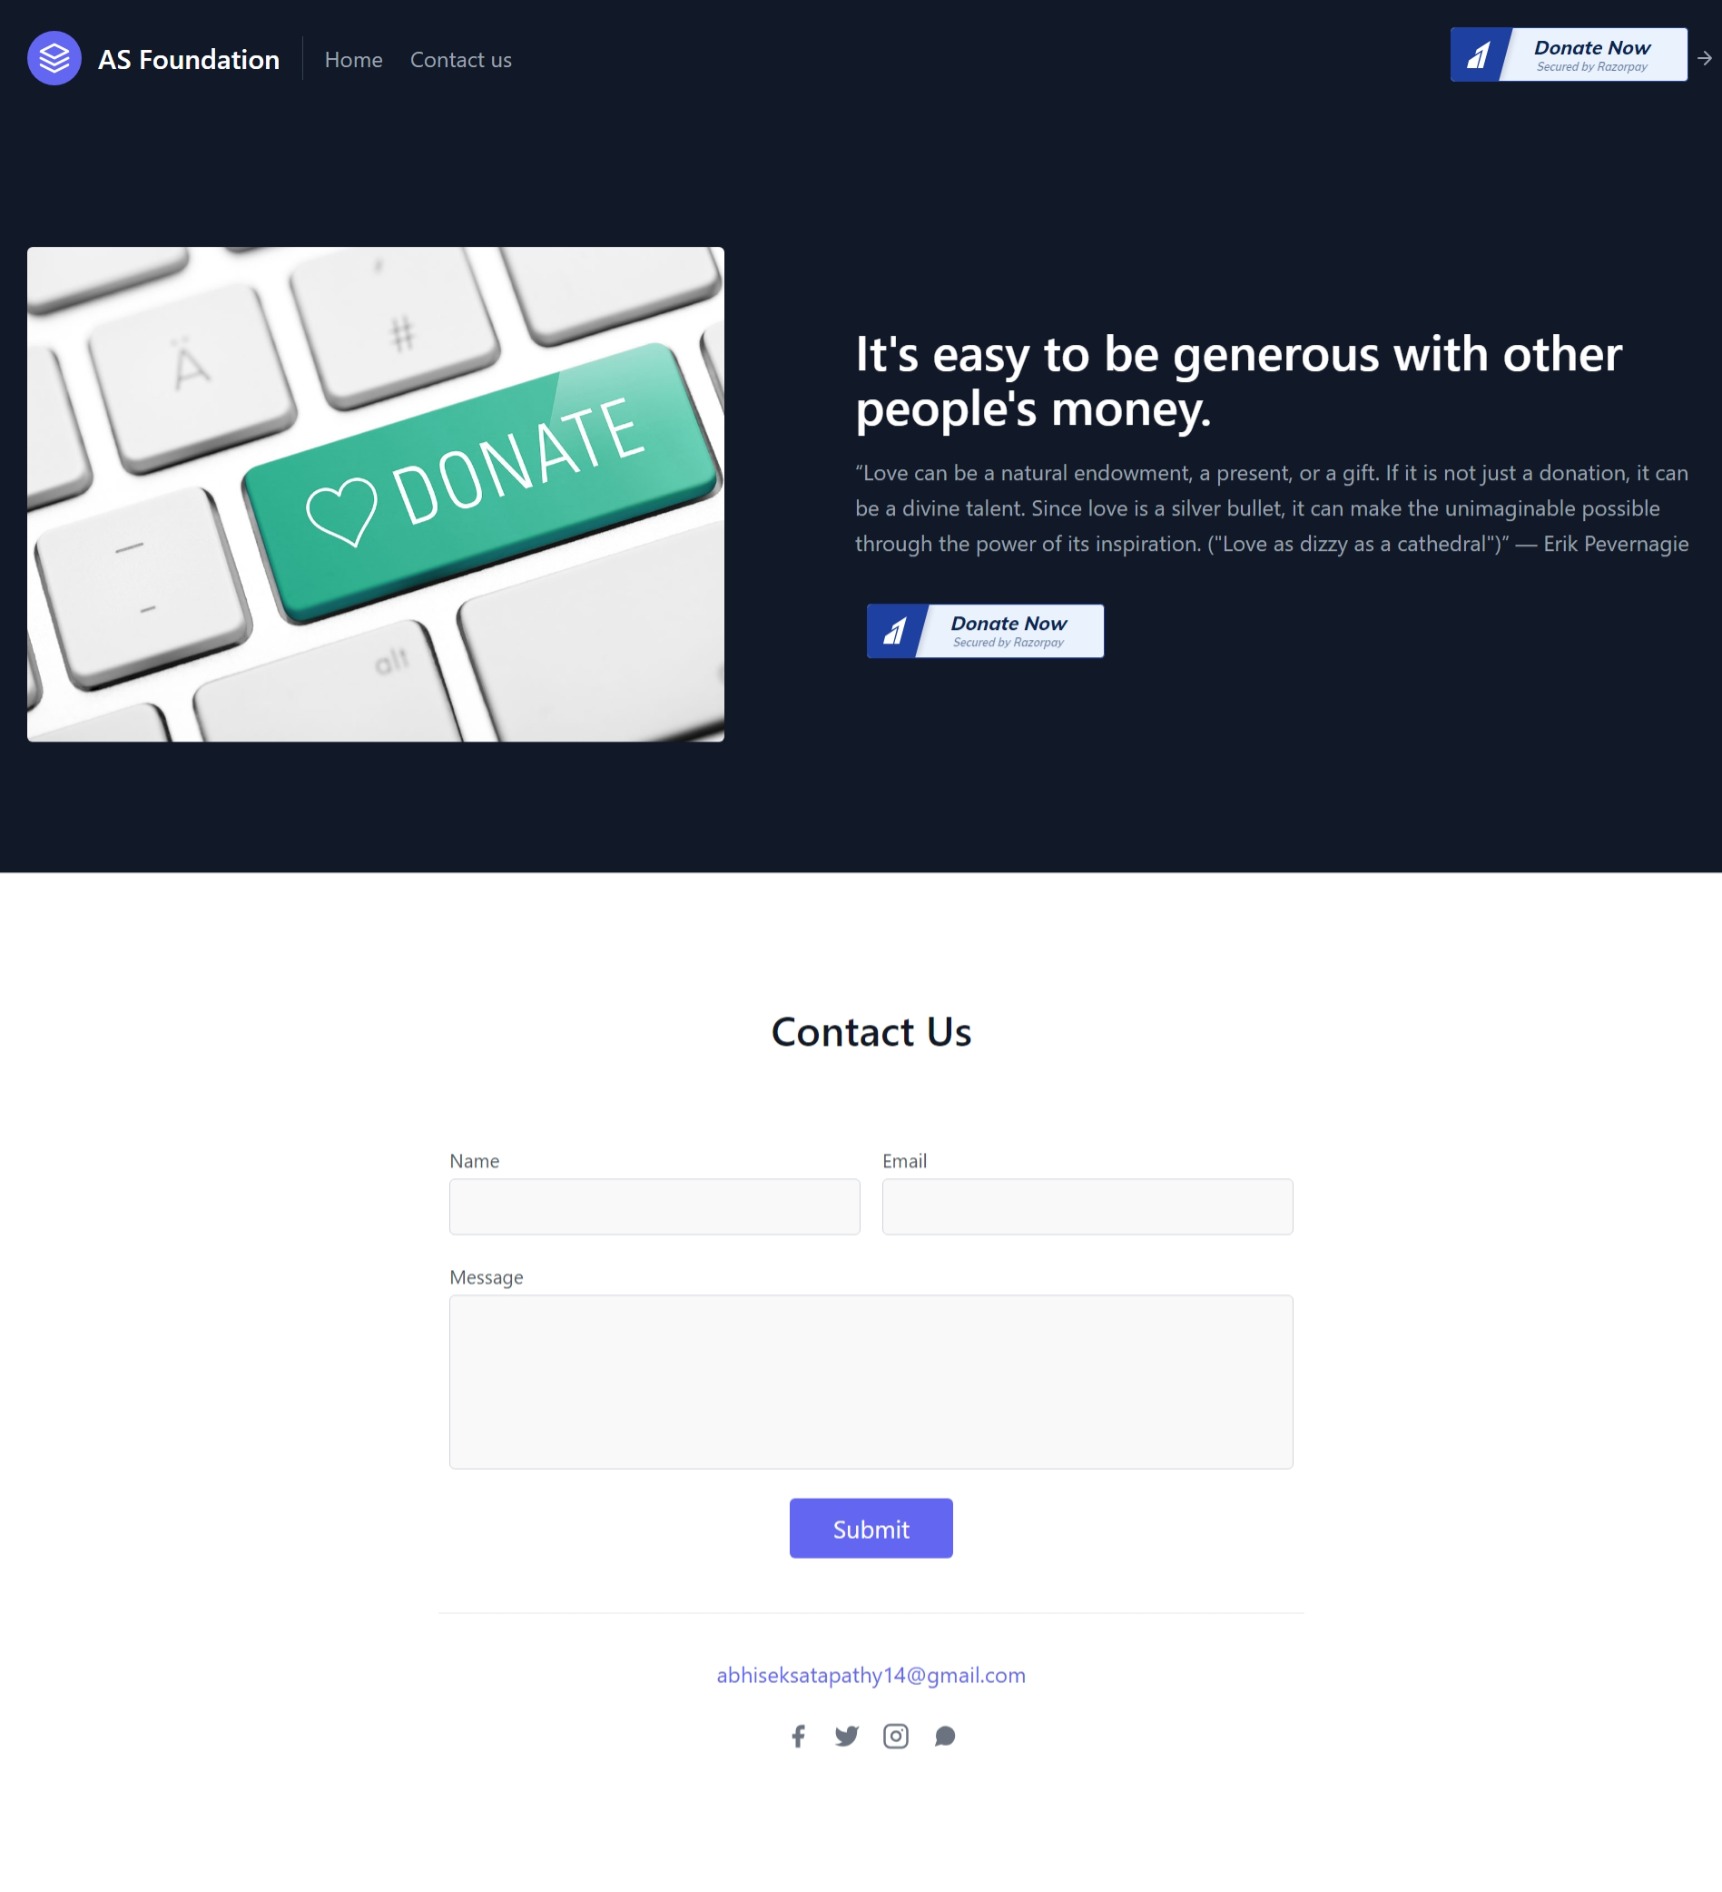 AS Foundation
Home
Contact us
Donate Now
Secured by Razorpay
Ä
'
#
DONATE
—
-
alt
It's easy to be generous with other
people's money.
“Love can be a natural endowment, a present, or a gift. If it is not just a donation, it can
be a divine talent. Since love is a silver bullet, it can make the unimaginable possible
through the power of its inspiration. ("Love as dizzy as a cathedral")” — Erik Pevernagie
Donate Now
Secured by Razorpay
Contact Us
Name
Email
Message
Submit
abhiseksatapathy14@gmail.com